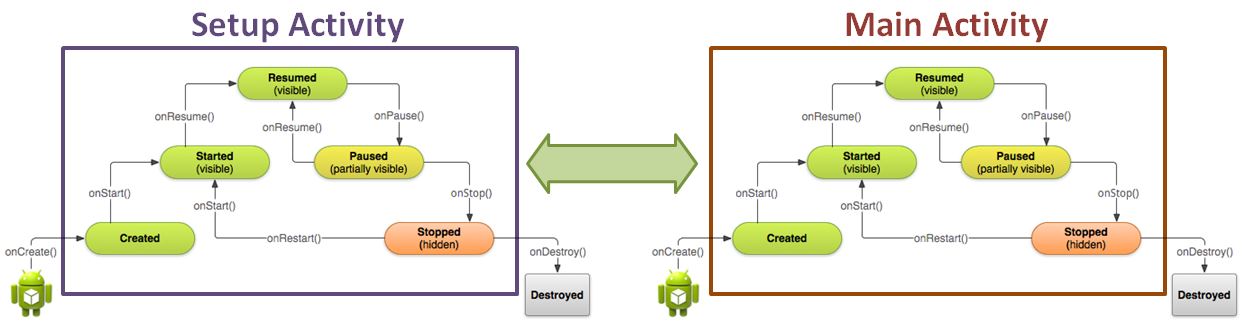 Setup Activity
Resumed
(visible)
onResume()
onResume()
onPause()
Started
(visible)
Paused
(partially visible)
onStart()
onStart()
onStop()
Created
onRestart()
Stopped
(hidden)
onCreate()
onDestroy()
Destroyed
Main Activity
Resumed
(visible)
onResume()
onResume()
onPause()
Started
(visible)
Paused
(partially visible)
onStart()
onStart()
onStop()
Created
onRestart()
Stopped
(hidden)
onCreate()
onDestroy()
Destroyed